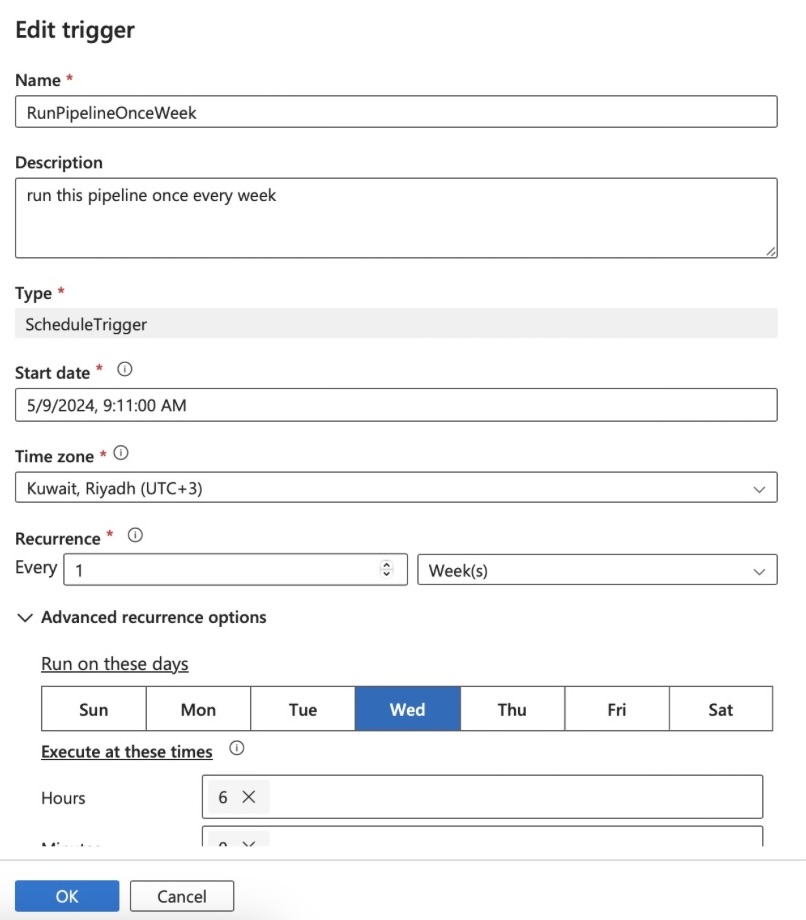 Edit trigger
Name *
RunPipelineOnceWeek
Description
run this pipeline once every week
Type *
ScheduleTrigger
Start date *
5/9/2024, 9:11:00 AM
Time zone *
Kuwait, Riyadh (UTC+3)
Recurrence *
Every 1 Week(s)
Advanced recurrence options
Run on these days
Sun Mon Tue Wed Thu Fri Sat
Execute at these times
Hours 6
OK Cancel